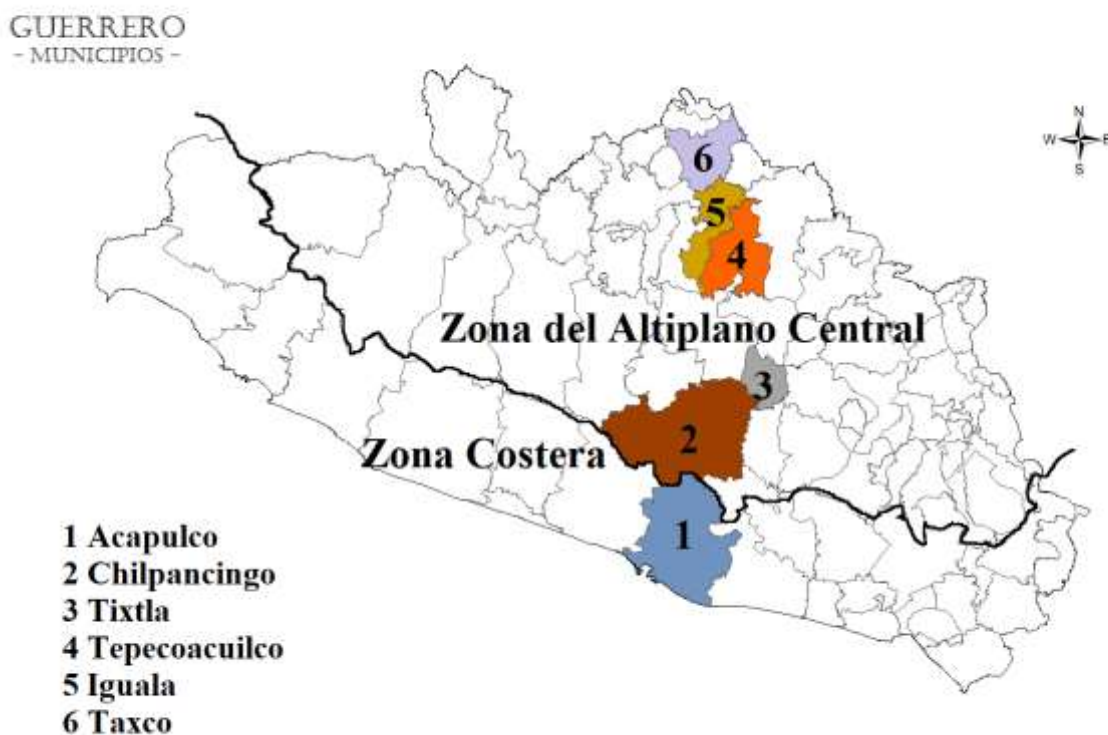 GUERRERO
- MUNICIPIOS -
N
W E
S
6
5
4
Zona del Altiplano Central
3
2
Zona Costera
1
1 Acapulco
2 Chilpancingo
3 Tixtla
4 Tepecoacuilco
5 Iguala
6 Taxco